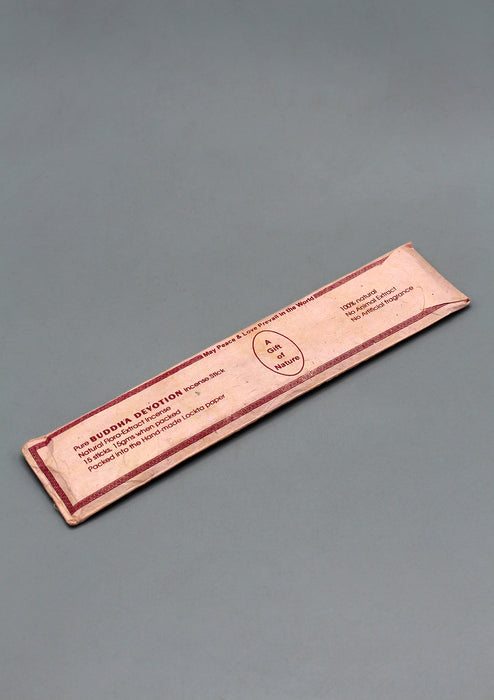 May Peace & Love Prevail in the World
Pure BUDDHA DEVOTION Incense Stick
Natural Flora-Extract Incense
15 sticks, 15gms when packed
Packed into the Hand-made Lockta paper
A
Gift
of
Nature
100% natural
No Animal Extract
No Artificial fragrance